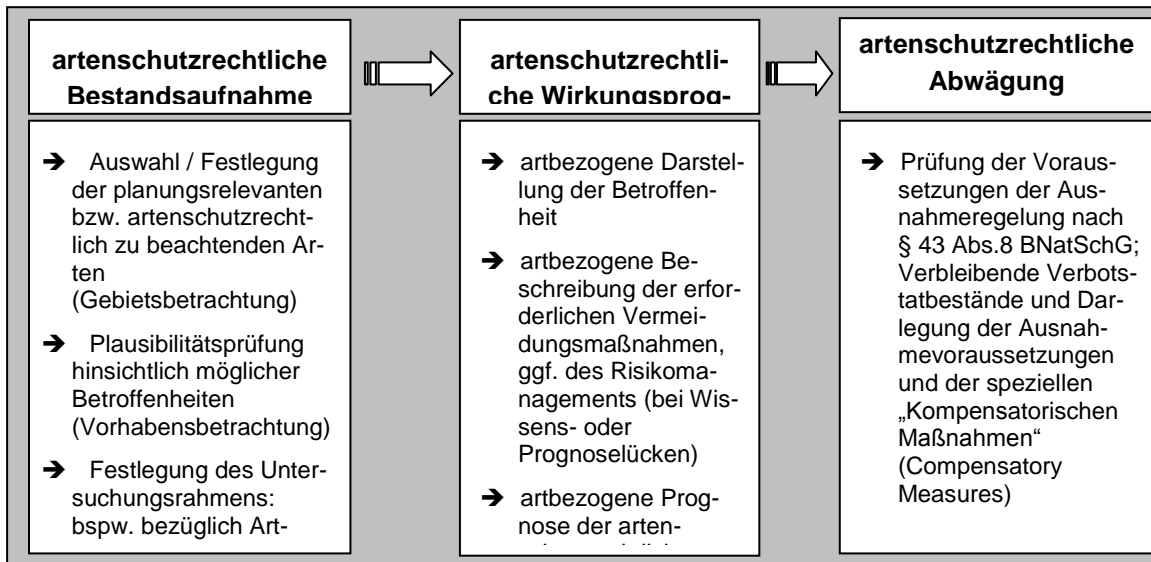 artenschutzrechtliche
Bestandsaufnahme
artenschutzrechtli-
che Wirkungsprog-
artenschutzrechtliche
Abwägung
➔ Auswahl / Festlegung
der planungsrelevanten
bzw. artenschutzrecht-
lich zu beachtenden Ar-
ten
(Gebietsbetrachtung)
➔ Plausibilitätsprüfung
hinsichtlich möglicher
Betroffenheiten
(Vorhabensbetrachtung)
➔ Festlegung des Unter-
suchungsrahmens:
bspw. bezüglich Art-
➔ artbezogene Darstel-
lung der Betroffen-
heit
➔ artbezogene Be-
schreibung der erfor-
derlichen Vermei-
dungsmaßnahmen,
ggf. des Risikoma-
nagements (bei Wis-
sens- oder
Prognoselücken)
➔ artbezogene Prog-
nose der arten-
➔ Prüfung der Voraus-
setzungen der Aus-
nahmeregelung nach
§ 43 Abs.8 BNatSchG;
Verbleibende Verbots-
tatbestände und Dar-
legung der Ausnah-
mevoraussetzungen
und der speziellen
„Kompensatorischen
Maßnahmen“
(Compensatory
Measures)